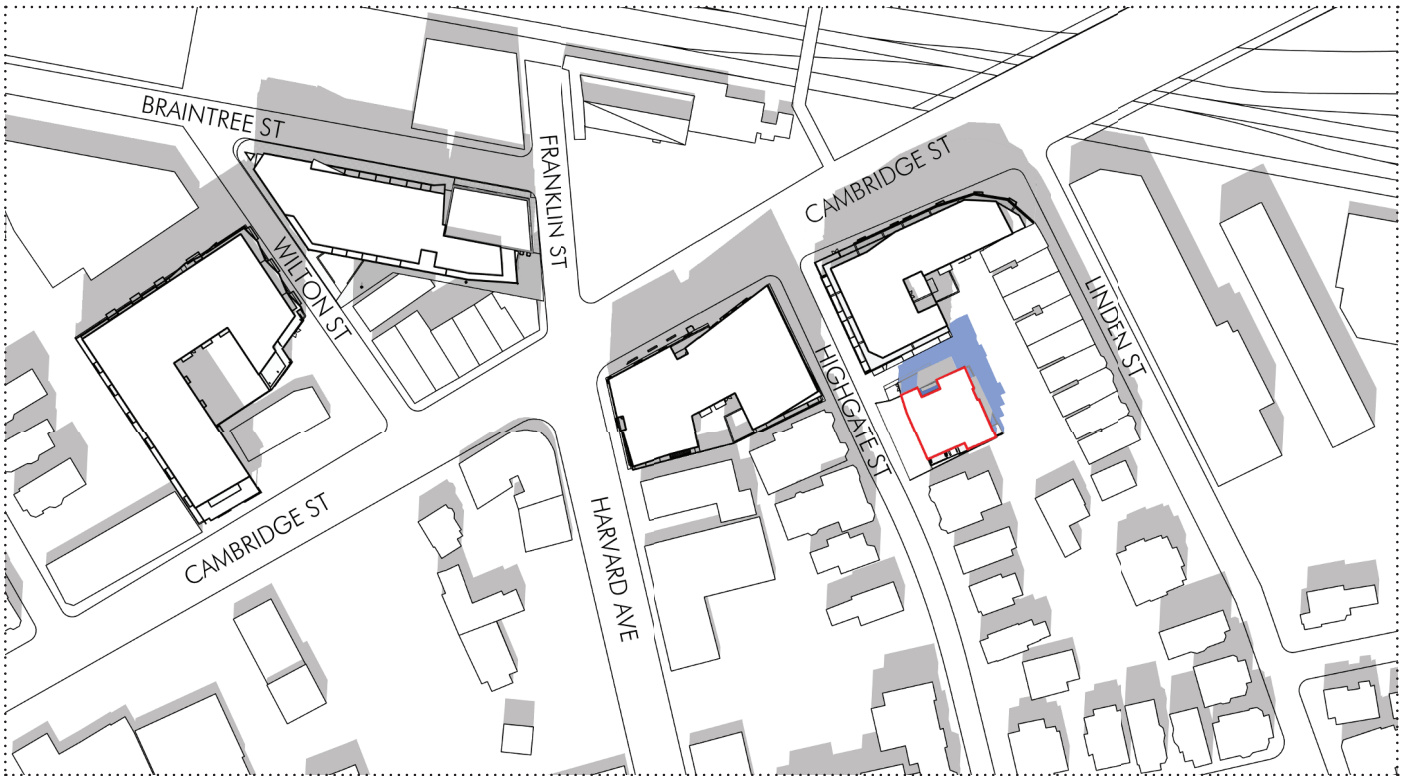 BRAINTREE ST
FRANKLIN ST
CAMBRIDGE ST
WILTON ST
LINDEN ST
HIGHGATE ST
CAMBRIDGE ST
HARVARD AVE